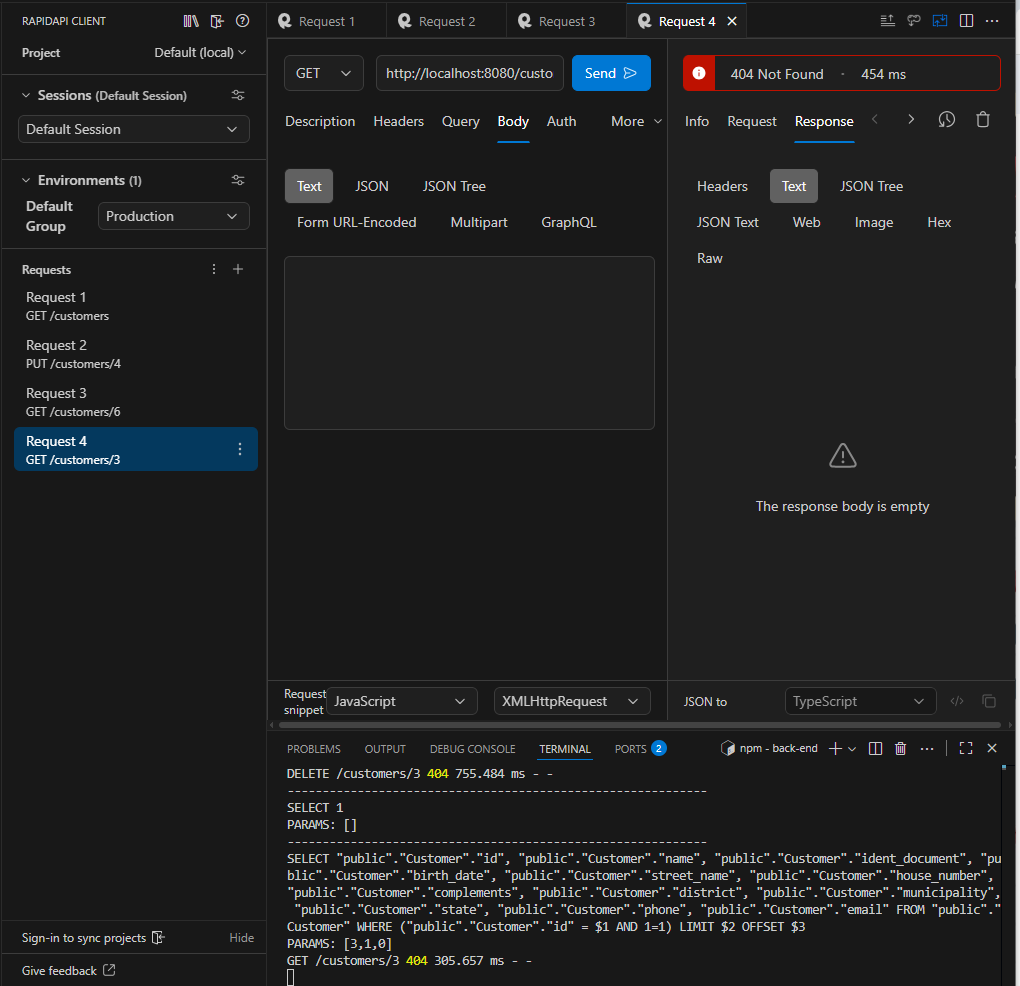 RAPIDAPI CLIENT
Project
Default (local)
Sessions (Default Session)
Default Session
Environments (1)
Default Group
Production
Requests
Request 1
GET /customers
Request 2
PUT /customers/4
Request 3
GET /customers/6
Request 4
GET /customers/3
Sign-in to sync projects
Hide
Give feedback
Request 1
Request 2
Request 3
Request 4
GET
http://localhost:8080/custo
Send
Description
Headers
Query
Body
Auth
More
Text
JSON
JSON Tree
Form URL-Encoded
Multipart
GraphQL
Request snippet
JavaScript
XMLHttpRequest
404 Not Found · 454 ms
Info
Request
Response
Headers
Text
JSON Tree
JSON Text
Web
Image
Hex
Raw
The response body is empty
JSON to
TypeScript
PROBLEMS
OUTPUT
DEBUG CONSOLE
TERMINAL
PORTS 2
npm - back-end
DELETE /customers/3 404 755.484 ms - -
------------------------------------------------------------
SELECT 1
PARAMS: []
------------------------------------------------------------
SELECT "public"."Customer"."id", "public"."Customer"."name", "public"."Customer"."ident_document", "pu
blic"."Customer"."birth_date", "public"."Customer"."street_name", "public"."Customer"."house_number",
"public"."Customer"."complements", "public"."Customer"."district", "public"."Customer"."municipality",
"public"."Customer"."state", "public"."Customer"."phone", "public"."Customer"."email" FROM "public"."
Customer" WHERE ("public"."Customer"."id" = $1 AND 1=1) LIMIT $2 OFFSET $3
PARAMS: [3,1,0]
GET /customers/3 404 305.657 ms - -